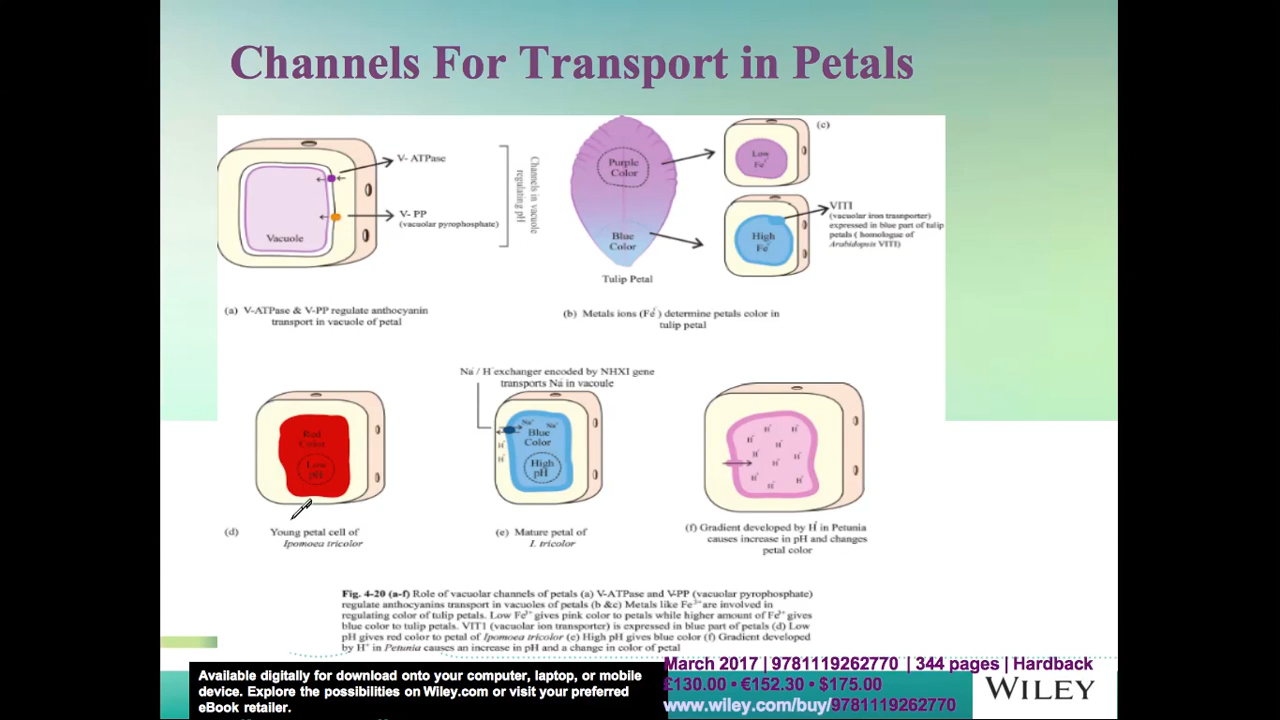 Channels For Transport in Petals
V- ATPase
V- PP
(vacuolar pyrophosphate)
Vacuole
Channels in vacuole
regulating pH
(a) V-ATPase & V-PP regulate anthocyanin
transport in vacuole of petal
Purple
Color
Blue
Color
Tulip Petal
(c)
Low
Fe
High
Fe
VIT1
(vacuolar iron transporter)
expressed in blue part of tulip
petals ( homologue of
Arabidopsis VIT1)
(b) Metals ions (Fe ) determine petals color in
tulip petal
Red
Color
Low
pH
(d)
Young petal cell of
Ipomoea tricolor
Na / H exchanger encoded by NHX1 gene
transports Na in vacoule
Na⁺ Na⁺
Blue
Color
High
pH
H
H
(e) Mature petal of
I. tricolor
H⁺ H⁺
H⁺ H⁺
H⁺ H⁺ H⁺
H⁺ H⁺ H⁺
(f) Gradient developed by H⁺ in Petunia
causes increase in pH and changes
petal color
Fig. 4-20 (a-f) Role of vacuolar channels of petals (a) V-ATPase and V-PP (vacuolar pyrophosphate)
regulate anthocyanins transport in vacuoles of petals (b &c) Metals like Fe²⁺ are involved in
regulating color of tulip petals. Low Fe²⁺ gives pink color to petals while higher amount of Fe²⁺ gives
blue color to tulip petals. VIT1 (vacuolar ion transporter) is expressed in blue part of petals (d) Low
pH gives red color to petal of Ipomoea tricolor (e) High pH gives blue color (f) Gradient developed
by H⁺ in Petunia causes an increase in pH and a change in color of petal
Available digitally for download onto your computer, laptop, or mobile
device. Explore the possibilities on Wiley.com or visit your preferred
eBook retailer.
March 2017 | 9781119262770 | 344 pages | Hardback
£130.00 • €152.30 • $175.00
www.wiley.com/buy/9781119262770
WILEY